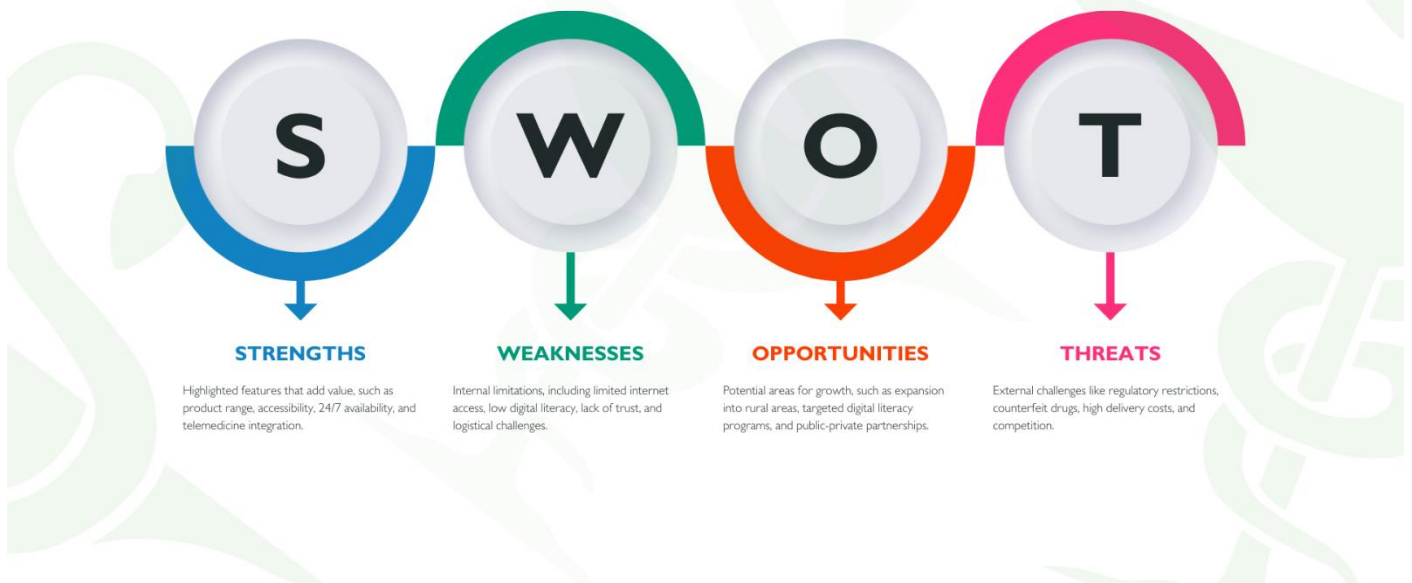 S
W
O
T
STRENGTHS
Highlighted features that add value, such as
product range, accessibility, 24/7 availability, and
telemedicine integration.
WEAKNESSES
Internal limitations, including limited internet
access, low digital literacy, lack of trust, and
logistical challenges.
OPPORTUNITIES
Potential areas for growth, such as expansion
into rural areas, targeted digital literacy
programs, and public-private partnerships.
THREATS
External challenges like regulatory restrictions,
counterfeit drugs, high delivery costs, and
competition.